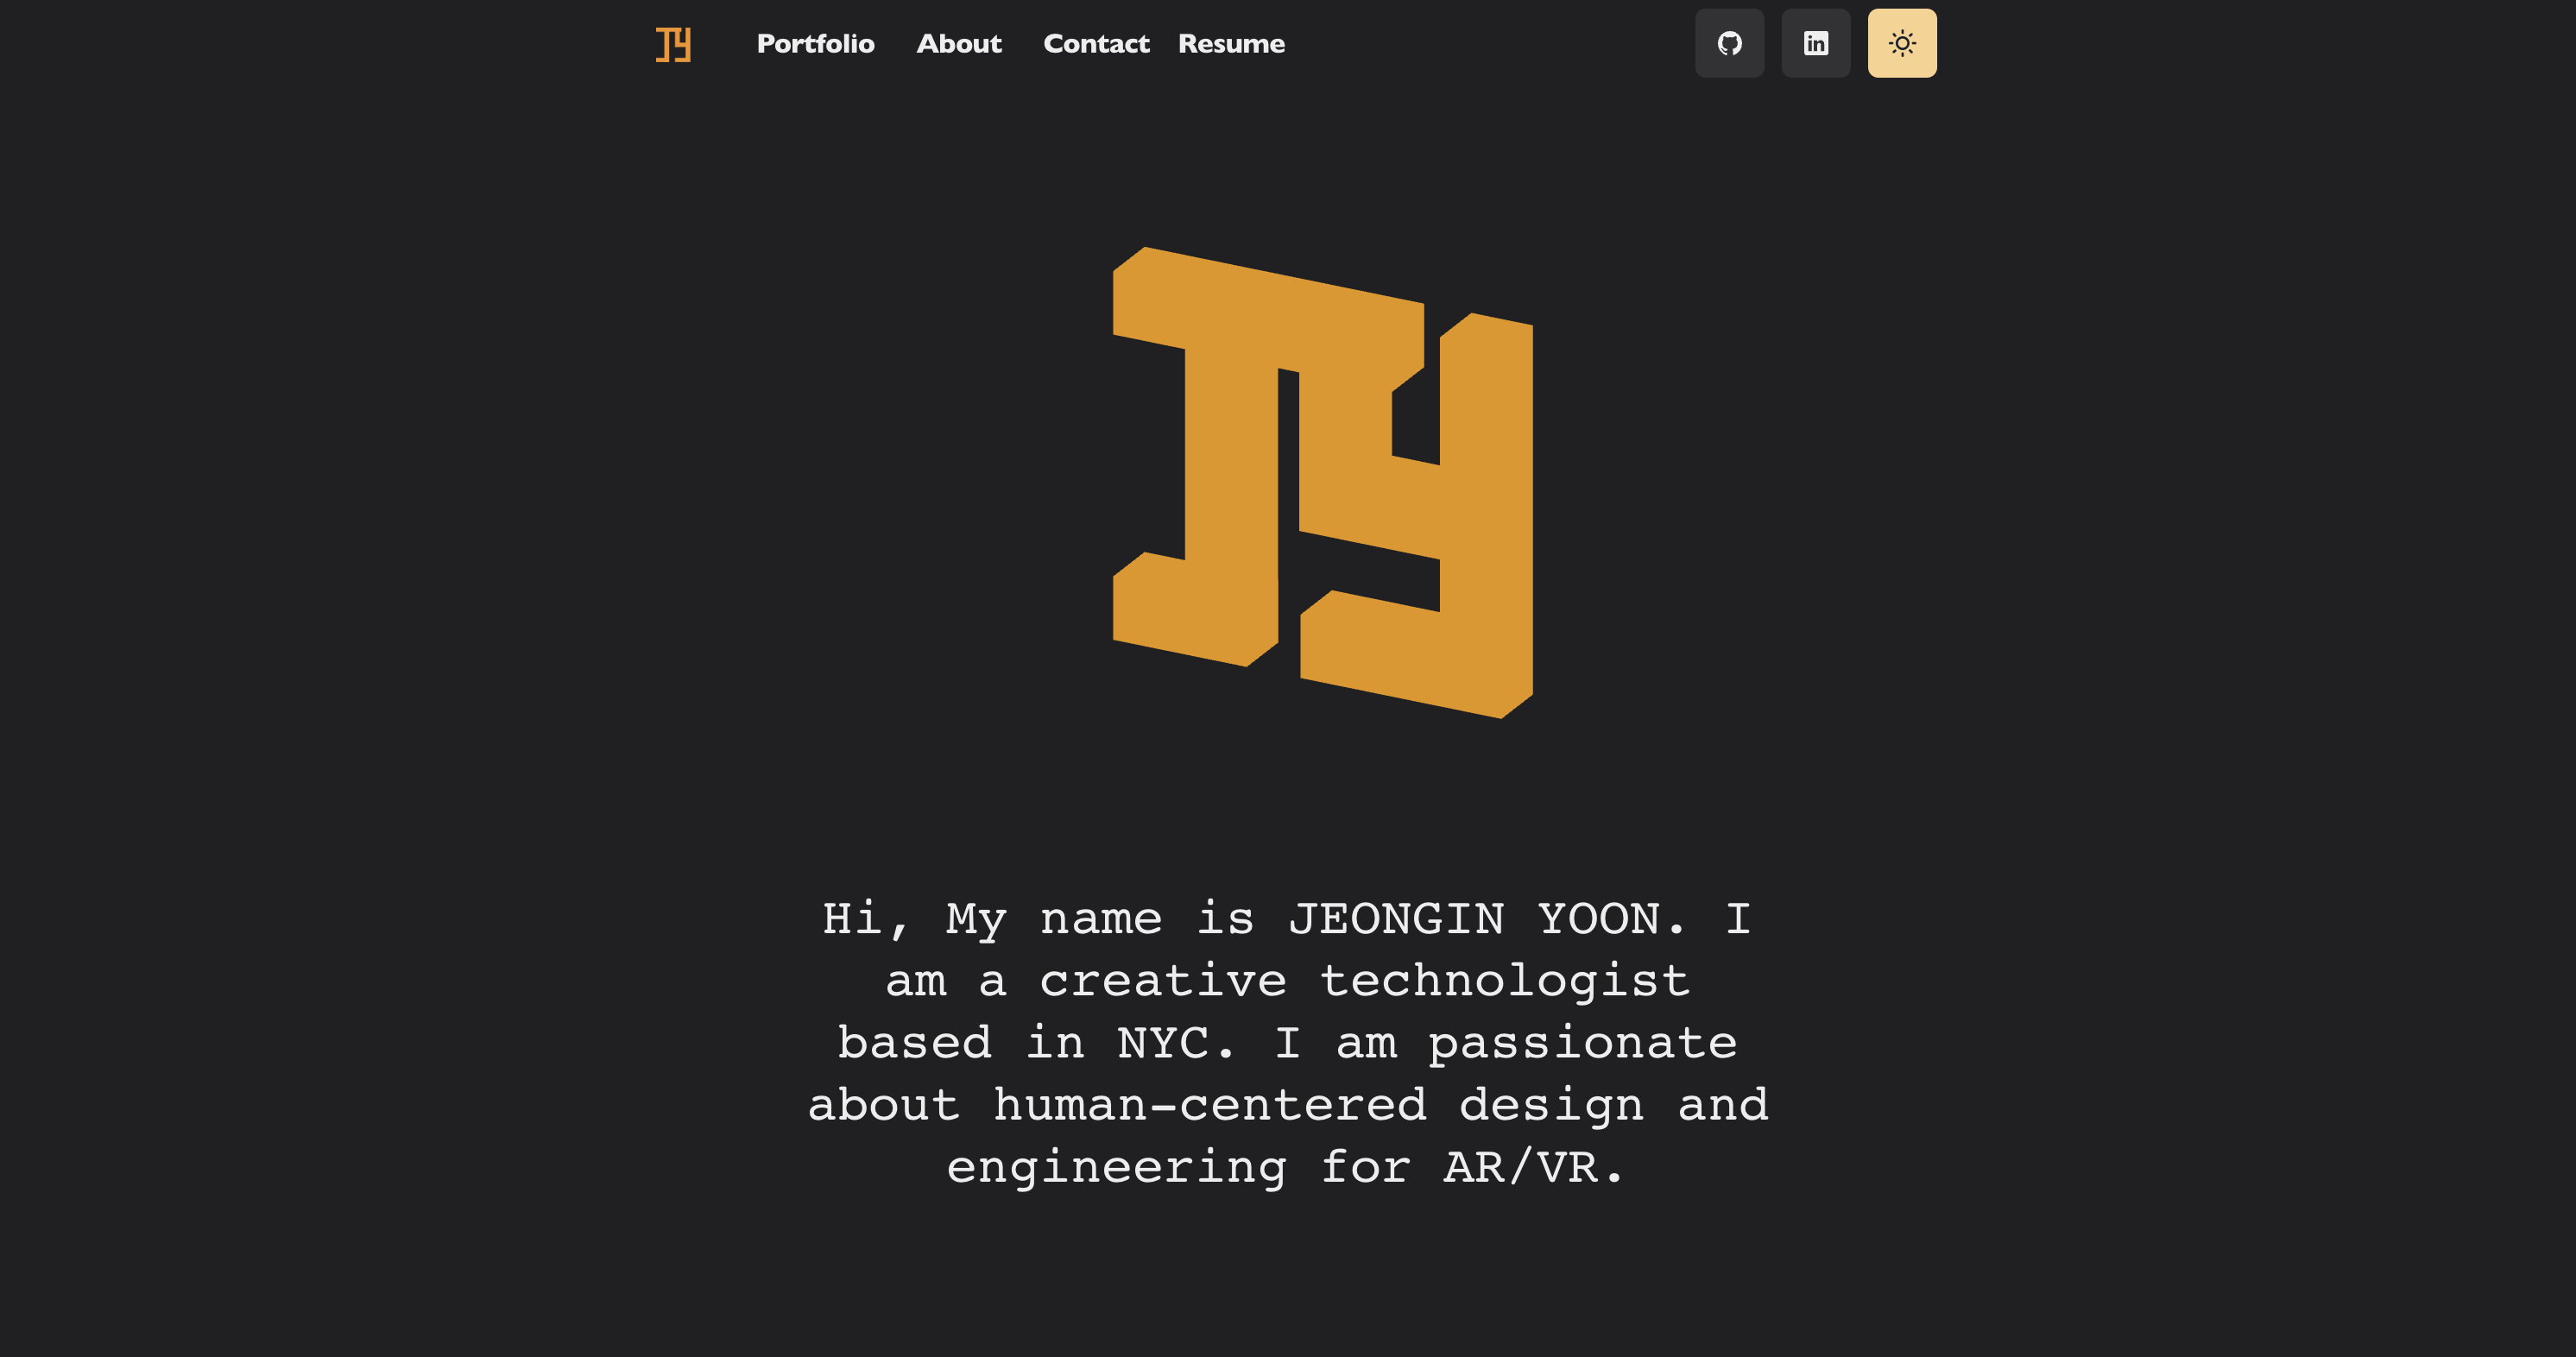 JY
Portfolio About Contact Resume
in
JY
Hi, My name is JEONGIN YOON. I
am a creative technologist
based in NYC. I am passionate
about human-centered design and
engineering for AR/VR.